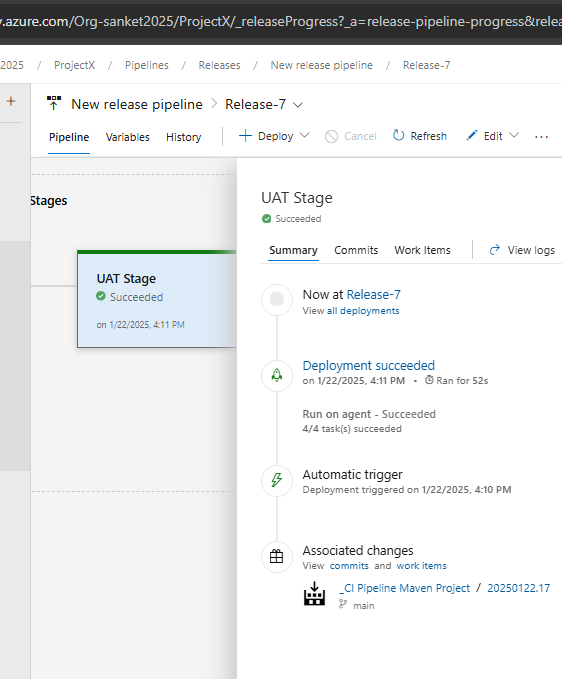 .azure.com/Org-sanket2025/ProjectX/_releaseProgress?_a=release-pipeline-progress&relea
2025 / ProjectX / Pipelines / Releases / New release pipeline / Release-7
New release pipeline > Release-7
Pipeline Variables History + Deploy Cancel Refresh Edit ...
Stages
UAT Stage
Succeeded
on 1/22/2025, 4:11 PM
UAT Stage
Succeeded
Summary Commits Work Items View logs
Now at Release-7
View all deployments
Deployment succeeded
on 1/22/2025, 4:11 PM • Ran for 52s
Run on agent - Succeeded
4/4 task(s) succeeded
Automatic trigger
Deployment triggered on 1/22/2025, 4:10 PM
Associated changes
View commits and work items
_CI Pipeline Maven Project / 20250122.17
main